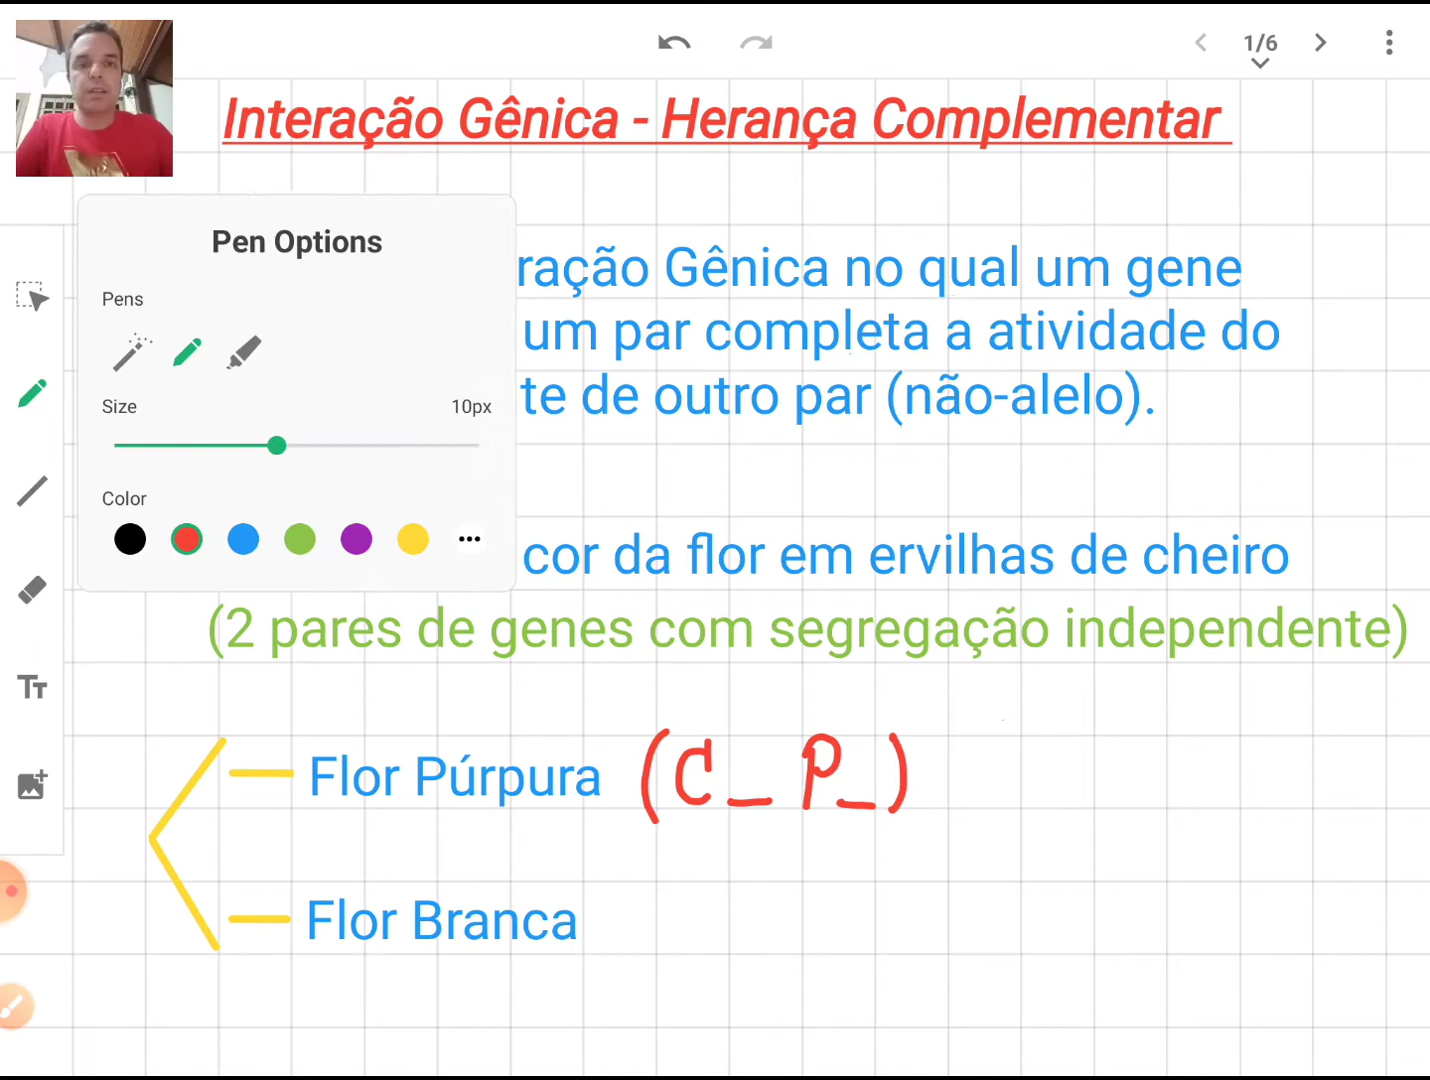 1/6
Interação Gênica - Herança Complementar
Pen Options
Pens
Size 10px
Color
ração Gênica no qual um gene
um par completa a atividade do
te de outro par (não-alelo).
cor da flor em ervilhas de cheiro
(2 pares de genes com segregação independente)
Tt
Flor Púrpura (C_ P_)
Flor Branca